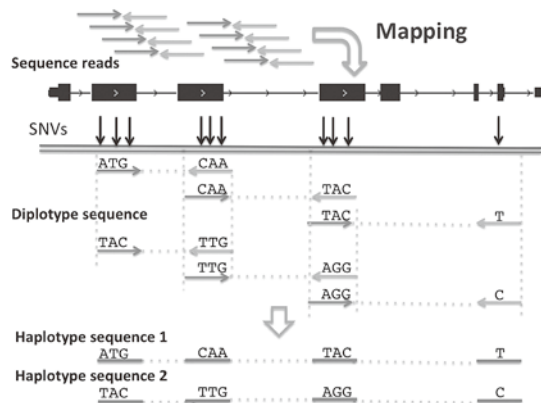 Mapping
Sequence reads
SNVs
ATG CAA
CAA TAC
Diplotype sequence
TAC T
TAC TTG
TTG AGG
AGG C
Haplotype sequence 1
ATG CAA TAC T
Haplotype sequence 2
TAC TTG AGG C